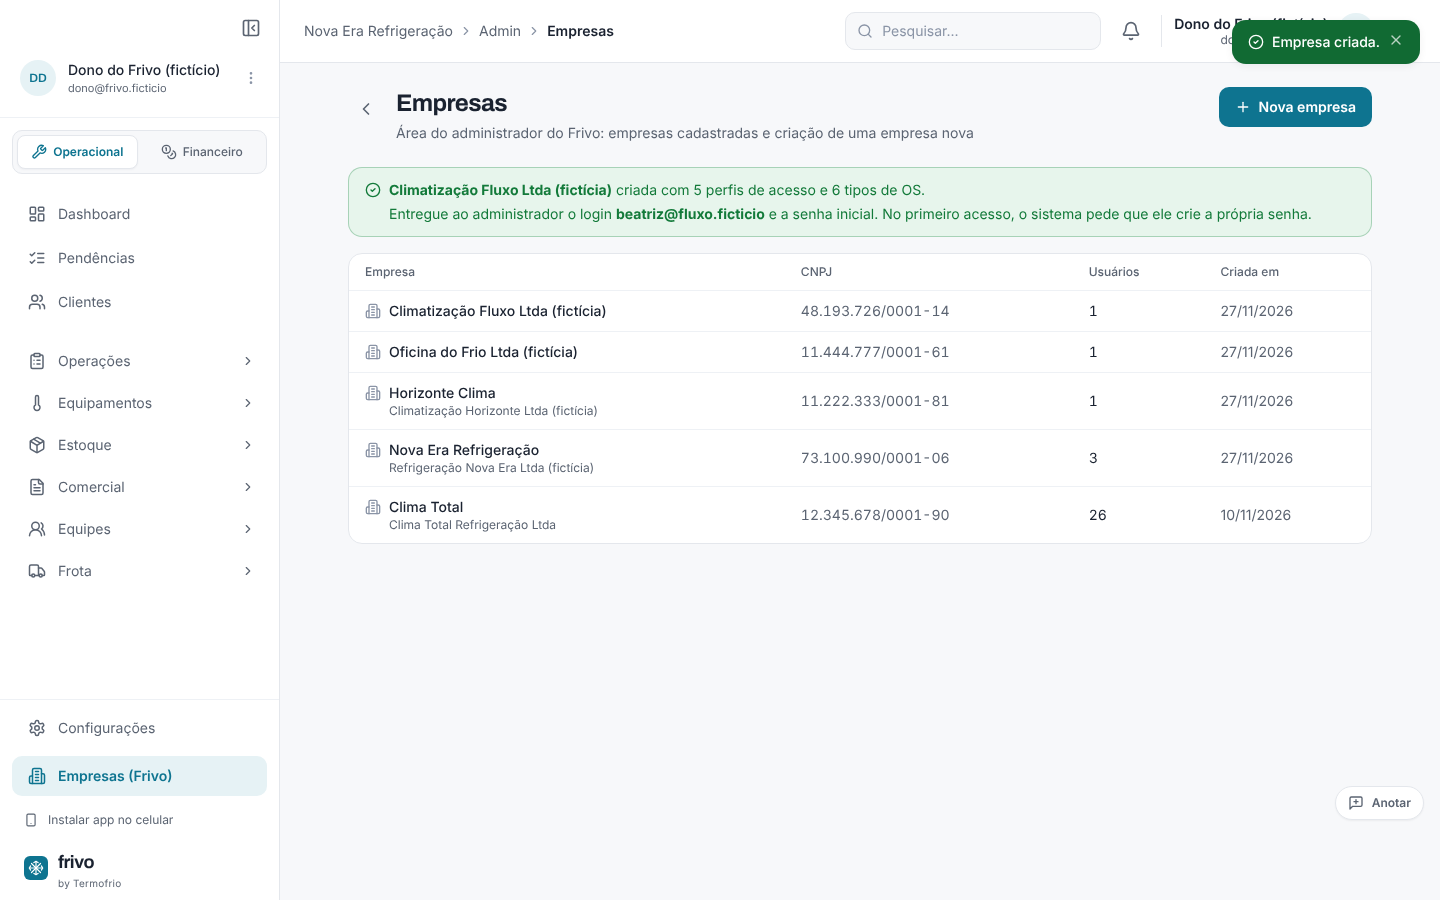 Nova Era Refrigeração > Admin > Empresas
Pesquisar...
Dono do
Empresa criada.
DD
Dono do Frivo (fictício)
dono@frivo.ficticio
Operacional
Financeiro
Dashboard
Pendências
Clientes
Operações
Equipamentos
Estoque
Comercial
Equipes
Frota
Configurações
Empresas (Frivo)
Instalar app no celular
frivo
by Termofrio
Empresas
Área do administrador do Frivo: empresas cadastradas e criação de uma empresa nova
Nova empresa
Climatização Fluxo Ltda (fictícia) criada com 5 perfis de acesso e 6 tipos de OS.
Entregue ao administrador o login beatriz@fluxo.ficticio e a senha inicial. No primeiro acesso, o sistema pede que ele crie a própria senha.
Empresa CNPJ Usuários Criada em
Climatização Fluxo Ltda (fictícia) 48.193.726/0001-14 1 27/11/2026
Oficina do Frio Ltda (fictícia) 11.444.777/0001-61 1 27/11/2026
Horizonte Clima 11.222.333/0001-81 1 27/11/2026
Climatização Horizonte Ltda (fictícia)
Nova Era Refrigeração 73.100.990/0001-06 3 27/11/2026
Refrigeração Nova Era Ltda (fictícia)
Clima Total 12.345.678/0001-90 26 10/11/2026
Clima Total Refrigeração Ltda
Anotar